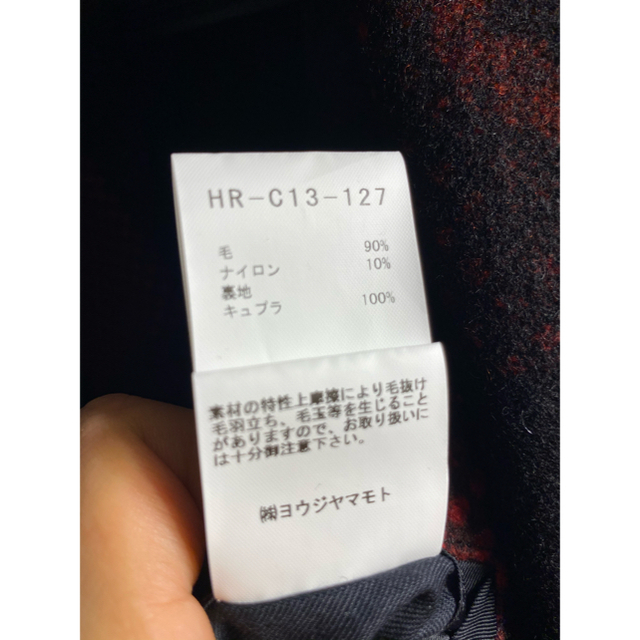 HR-C13-127
毛 90%
ナイロン 10%
裏地
キュプラ 100%
素材の特性上摩擦により毛抜け
毛羽立ち、毛玉等を生じること
がありますので、お取り扱いに
は十分御注意下さい。
㈱ヨウジヤマモト